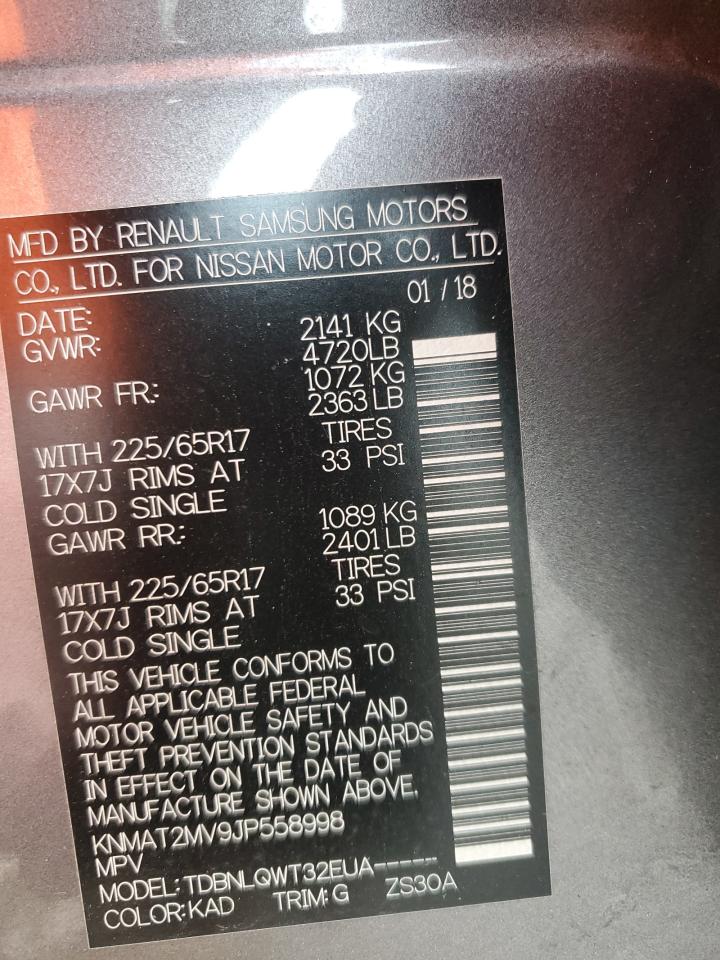 MFD BY RENAULT SAMSUNG MOTORS
CO., LTD. FOR NISSAN MOTOR CO., LTD.
DATE: 01 / 18
GVWR: 2141 KG
4720LB
GAWR FR: 1072 KG
2363 LB
WITH 225/65R17 TIRES
17X7J RIMS AT 33 PSI
COLD SINGLE
GAWR RR: 1089 KG
2401 LB
WITH 225/65R17 TIRES
17X7J RIMS AT 33 PSI
COLD SINGLE
THIS VEHICLE CONFORMS TO
ALL APPLICABLE FEDERAL
MOTOR VEHICLE SAFETY AND
THEFT PREVENTION STANDARDS
IN EFFECT ON THE DATE OF
MANUFACTURE SHOWN ABOVE.
KNMAT2MV9JP558998
MPV
MODEL: TDBNLQWT32EUA-----
COLOR: KAD TRIM: G ZS30A